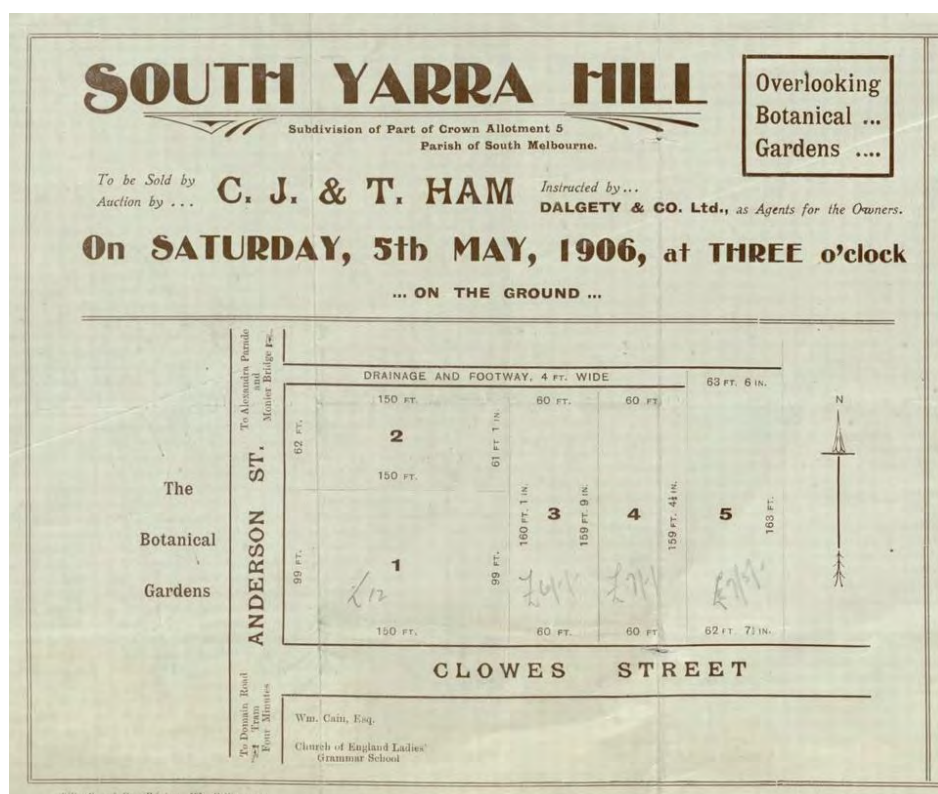 SOUTH YARRA HILL
Subdivision of Part of Crown Allotment 5
Parish of South Melbourne.
Overlooking
Botanical ...
Gardens ....
To be Sold by
Auction by ...
C. J. & T. HAM
Instructed by ...
DALGETY & CO. Ltd., as Agents for the Owners.
On SATURDAY, 5th MAY, 1906, at THREE o'clock
... ON THE GROUND ...
To Alexandra Parade
and
Monier Bridge
DRAINAGE AND FOOTWAY, 4 FT. WIDE
63 FT. 6 IN.
150 FT.
60 FT.
60 FT
N
62 FT.
2
61 FT 1 IN.
150 FT.
The
Botanical
Gardens
ANDERSON ST.
160 FT. 1 IN.
3
159 FT. 9 IN.
4
159 FT. 4½ IN.
5
163 FT.
99 FT.
1
99 FT.
£12
150 FT.
60 FT.
60 FT
62 FT 7½ IN.
CLOWES STREET
To Domain Road
Tram
Four Minutes
Wm. Cain, Esq.
Church of England Ladies'
Grammar School